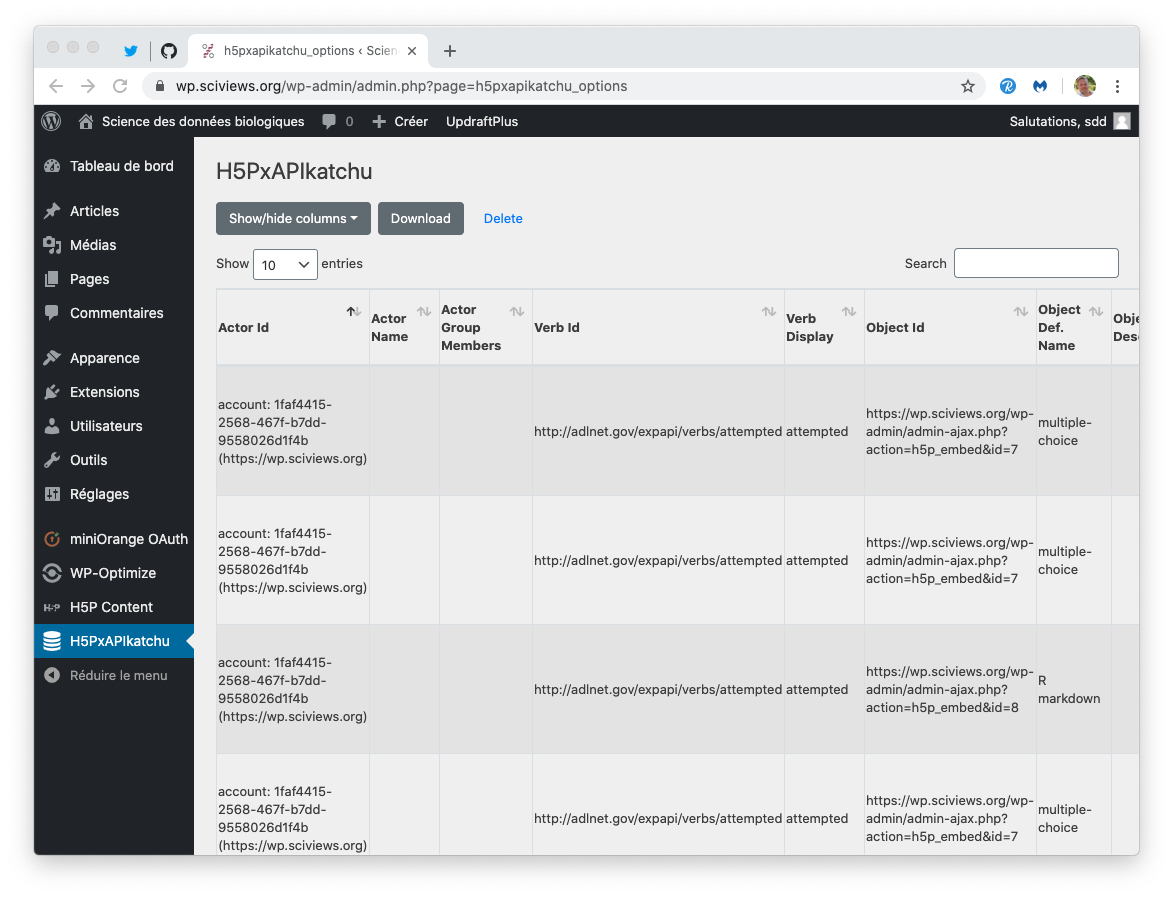 h5pxapikatchu_options ‹ Scien
wp.sciviews.org/wp-admin/admin.php?page=h5pxapikatchu_options
Science des données biologiques 0 Créer UpdraftPlus Salutations, sdd
Tableau de bord
Articles
Médias
Pages
Commentaires
Apparence
Extensions
Utilisateurs
Outils
Réglages
miniOrange OAuth
WP-Optimize
H5P H5P Content
H5PxAPIkatchu
Réduire le menu
H5PxAPIkatchu
Show/hide columns Download Delete
Show 10 entries Search
Actor Id
Actor
Name
Actor
Group
Members
Verb Id
Verb
Display
Object Id
Object
Def.
Name
Obje
Desc
account: 1faf4415-
2568-467f-b7dd-
9558026d1f4b
(https://wp.sciviews.org)
http://adlnet.gov/expapi/verbs/attempted
attempted
https://wp.sciviews.org/wp-
admin/admin-ajax.php?
action=h5p_embed&id=7
multiple-
choice
account: 1faf4415-
2568-467f-b7dd-
9558026d1f4b
(https://wp.sciviews.org)
http://adlnet.gov/expapi/verbs/attempted
attempted
https://wp.sciviews.org/wp-
admin/admin-ajax.php?
action=h5p_embed&id=7
multiple-
choice
account: 1faf4415-
2568-467f-b7dd-
9558026d1f4b
(https://wp.sciviews.org)
http://adlnet.gov/expapi/verbs/attempted
attempted
https://wp.sciviews.org/wp-
admin/admin-ajax.php?
action=h5p_embed&id=8
R
markdown
account: 1faf4415-
2568-467f-b7dd-
9558026d1f4b
(https://wp.sciviews.org)
http://adlnet.gov/expapi/verbs/attempted
attempted
https://wp.sciviews.org/wp-
admin/admin-ajax.php?
action=h5p_embed&id=7
multiple-
choice